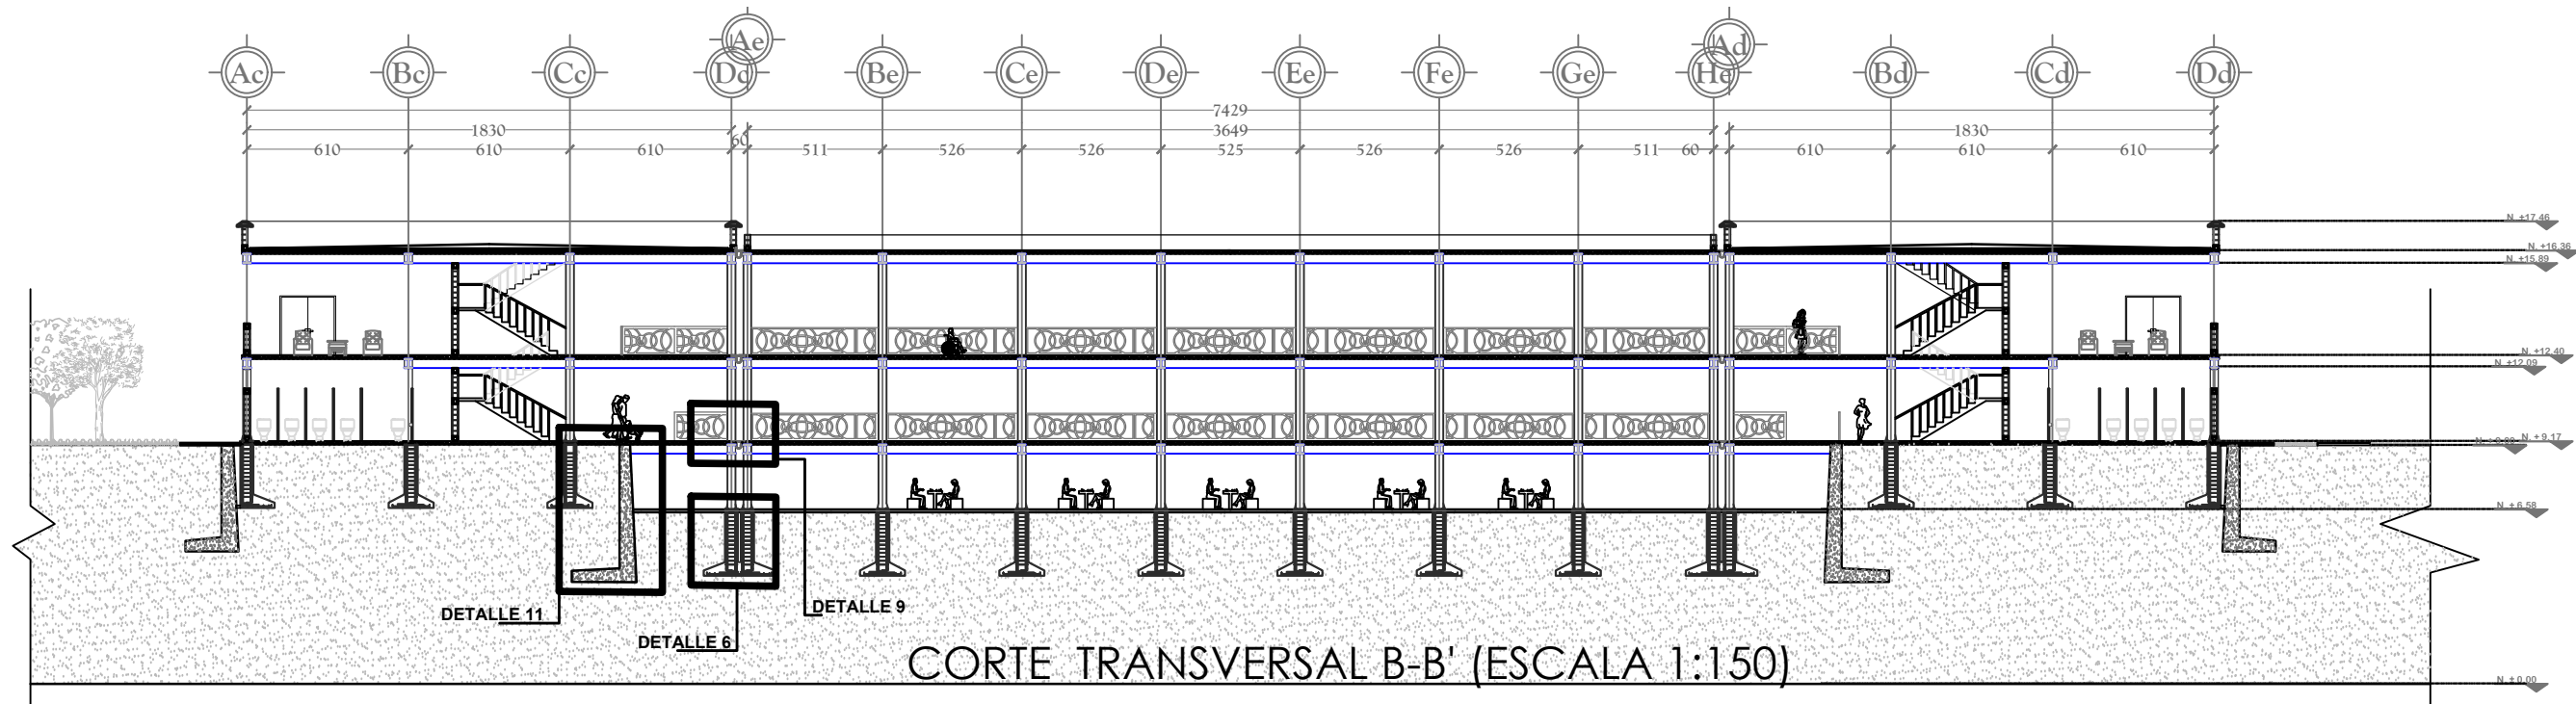 Ae Ad
Ac Bc Cc Dc Be Ce De Ee Fe Ge He Bd Cd Dd
7429
1830 3649 1830
60
610 610 610 511 526 526 525 526 526 511 60 610 610 610
N. +17.46
N. +16.36
N. +15.89
N. +12.40
N. +12.09
N. + 9.17
N. + 6.58
DETALLE 11
DETALLE 9
DETALLE 6
CORTE TRANSVERSAL B-B' (ESCALA 1:150)
N. ± 0.00